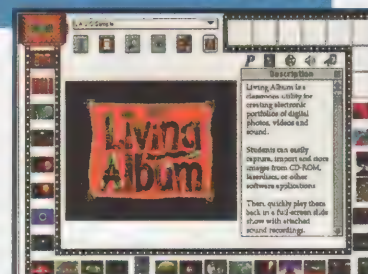 Sample
P
Description
Living Album is a
classroom utility for
creating electronic
portfolios of digital
photos, videos and
sound.
Students can easily
capture, import and store
images from CD-ROM,
laserdiscs, or other
software applications
Then, quickly play them
back in a full-screen slide
show with attached
sound recordings.
Living
Album